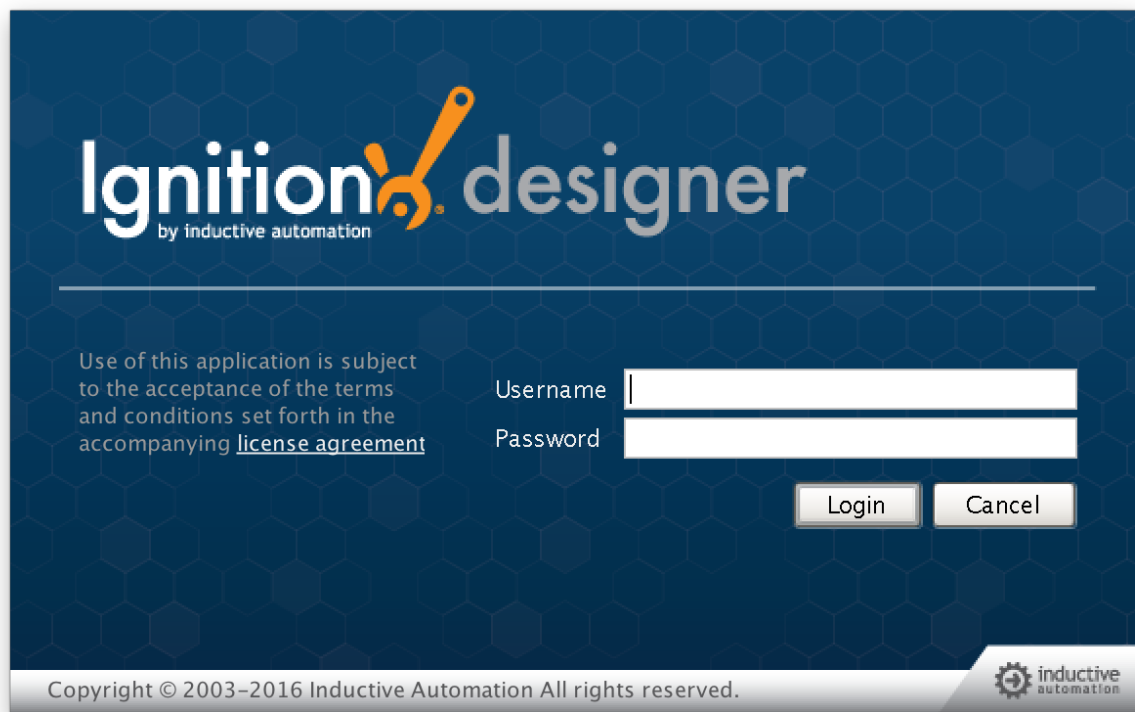 Ignition® designer
by inductive automation
Use of this application is subject
to the acceptance of the terms
and conditions set forth in the
accompanying license agreement
Username
Password
Login
Cancel
Copyright © 2003-2016 Inductive Automation All rights reserved.
inductive
automation